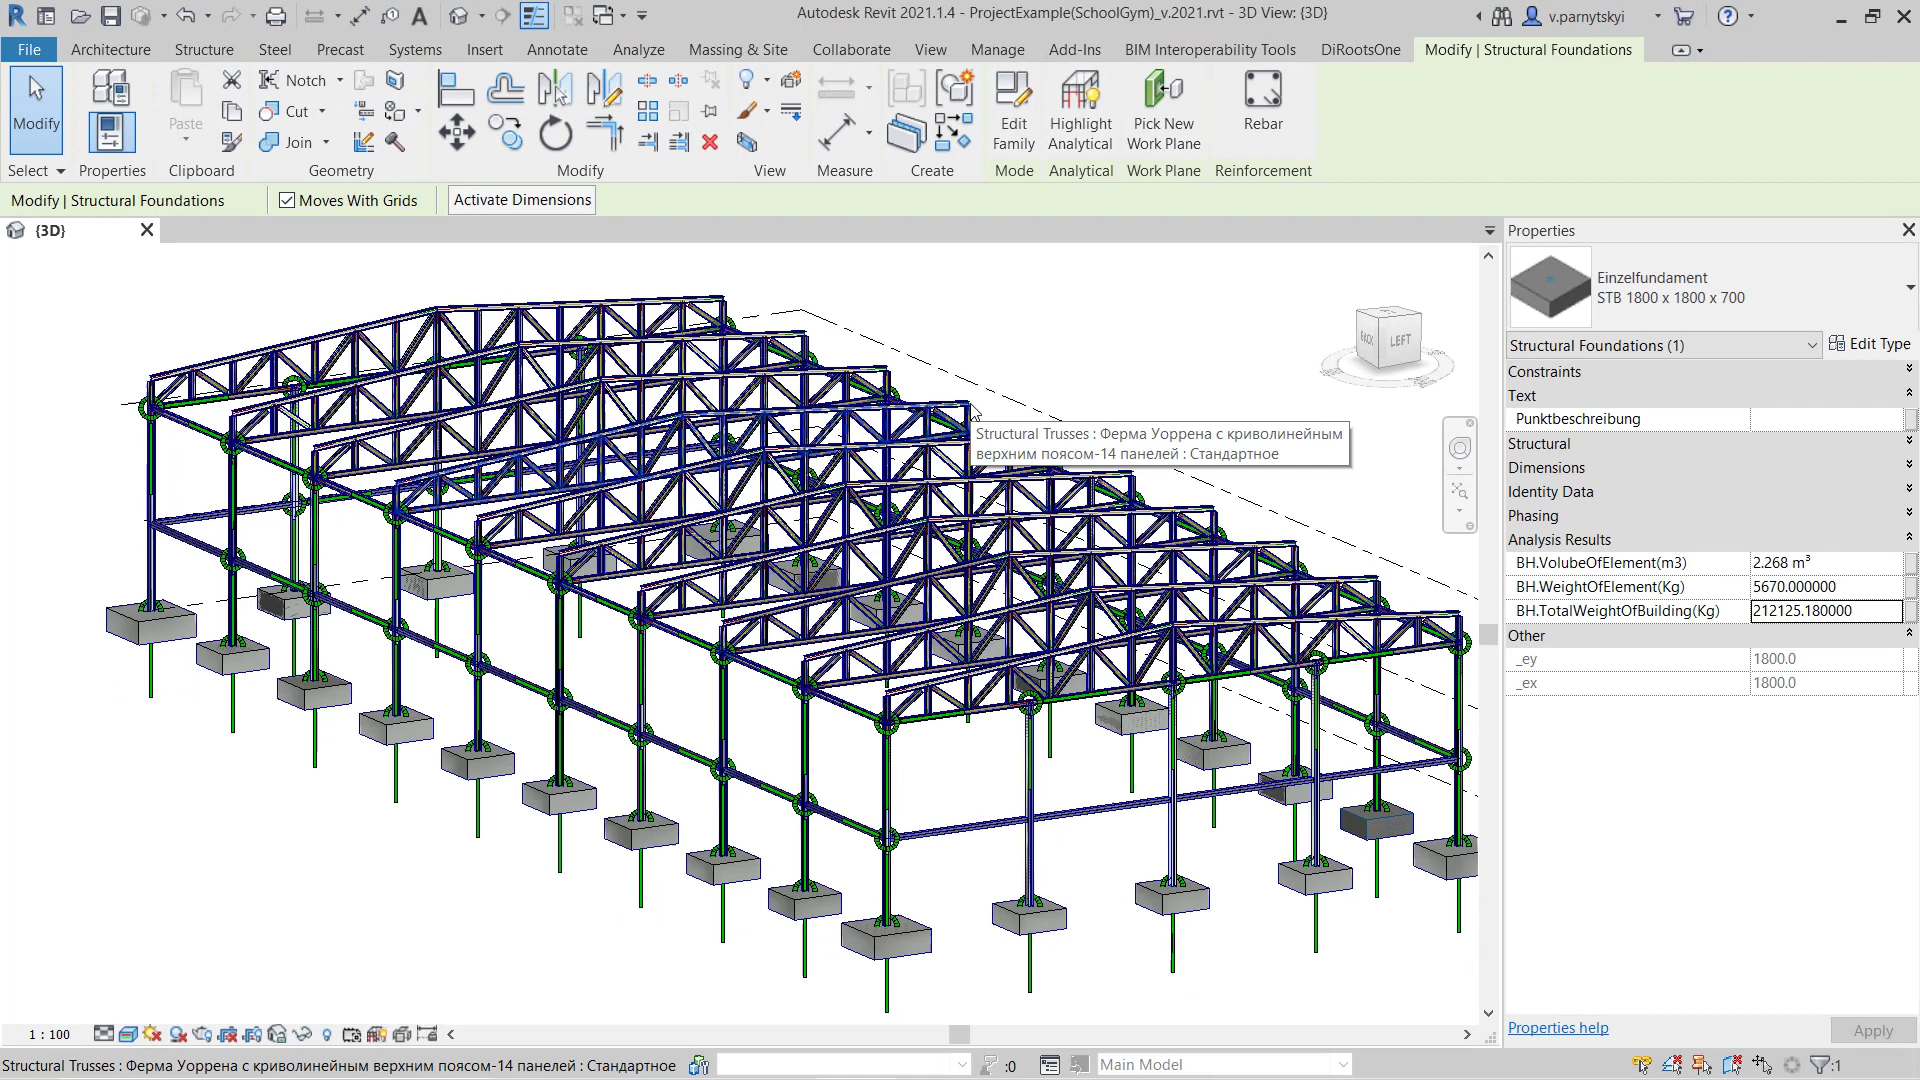 Autodesk Revit 2021.1.4 - ProjectExample(SchoolGym)_v.2021.rvt - 3D View: {3D}
v.parnytskyi
File
Architecture
Structure
Steel
Precast
Systems
Insert
Annotate
Analyze
Massing & Site
Collaborate
View
Manage
Add-Ins
BIM Interoperability Tools
DiRootsOne
Modify | Structural Foundations
Modify
Paste
Notch
Cut
Join
Edit Family
Highlight Analytical
Pick New Work Plane
Rebar
Select
Properties
Clipboard
Geometry
Modify
View
Measure
Create
Mode
Analytical
Work Plane
Reinforcement
Modify | Structural Foundations
Moves With Grids
Activate Dimensions
{3D}
BACK
LEFT
Structural Trusses : Ферма Уоррена с криволинейным
верхним поясом-14 панелей : Стандартное
Properties
Einzelfundament
STB 1800 x 1800 x 700
Structural Foundations (1)
Edit Type
Constraints
Text
Punktbeschreibung
Structural
Dimensions
Identity Data
Phasing
Analysis Results
BH.VolubeOfElement(m3) 2.268 m³
BH.WeightOfElement(Kg) 5670.000000
BH.TotalWeightOfBuilding(Kg) 212125.180000
Other
_ey 1800.0
_ex 1800.0
Properties help
Apply
1 : 100
Structural Trusses : Ферма Уоррена с криволинейным верхним поясом-14 панелей : Стандартное
:0
Main Model
:1